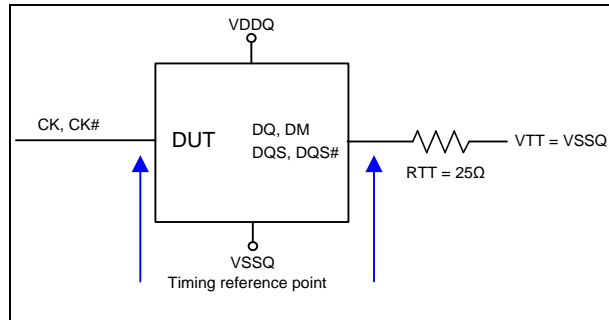 VDDQ
CK, CK#
DUT
DQ, DM
DQS, DQS#
VTT = VSSQ
RTT = 25Ω
VSSQ
Timing reference point